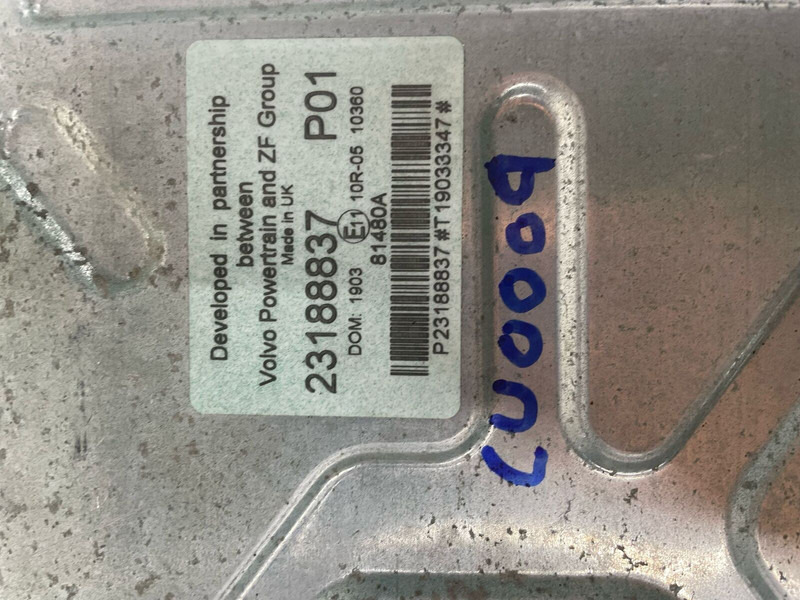 Developed in partnership
between
Volvo Powertrain and ZF Group
Made in UK
23188837 P01
DOM: 1903 E11 10R-05 10360
81480A
P23188837 #T19033347 #
CU0009